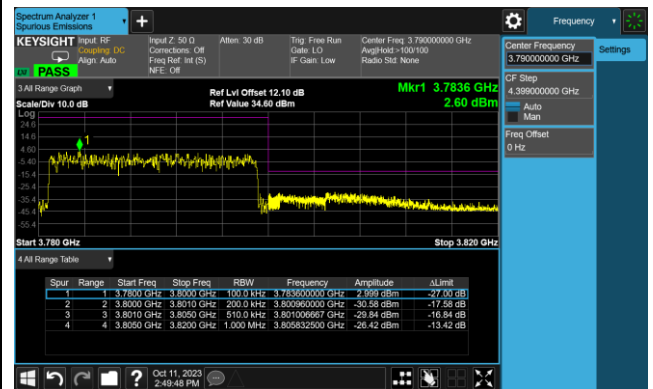 Spectrum Analyzer 1
Spurious Emissions
Frequency
KEYSIGHT Input: RF
Coupling: DC
Align: Auto
Input Z: 50 Ω
Corrections: Off
Freq Ref: Int (S)
NFE: Off
Atten: 30 dB
Trig: Free Run
Gate: LO
IF Gain: Low
Center Freq: 3.790000000 GHz
Avg|Hold:>100/100
Radio Std: None
PASS
3 All Range Graph
Scale/Div 10.0 dB
Ref Lvl Offset 12.10 dB
Ref Value 34.60 dBm
Mkr1 3.7836 GHz
2.60 dBm
Log
24.6
14.6
4.60
-5.40
-15.4
-25.4
-35.4
-45.4
-55.4
1
Start 3.780 GHz
Stop 3.820 GHz
4 All Range Table
Spur Range Start Freq Stop Freq RBW Frequency Amplitude ΔLimit
1 1 3.7800 GHz 3.8000 GHz 100.0 kHz 3.783600000 GHz 2.999 dBm -27.00 dB
2 2 3.8000 GHz 3.8010 GHz 200.0 kHz 3.800960000 GHz -30.58 dBm -17.58 dB
3 3 3.8010 GHz 3.8050 GHz 510.0 kHz 3.801006667 GHz -29.84 dBm -16.84 dB
4 4 3.8050 GHz 3.8200 GHz 1.000 MHz 3.805832500 GHz -26.42 dBm -13.42 dB
Center Frequency
3.790000000 GHz
Settings
CF Step
4.399000000 GHz
Auto
Man
Freq Offset
0 Hz
Oct 11, 2023
2:49:48 PM